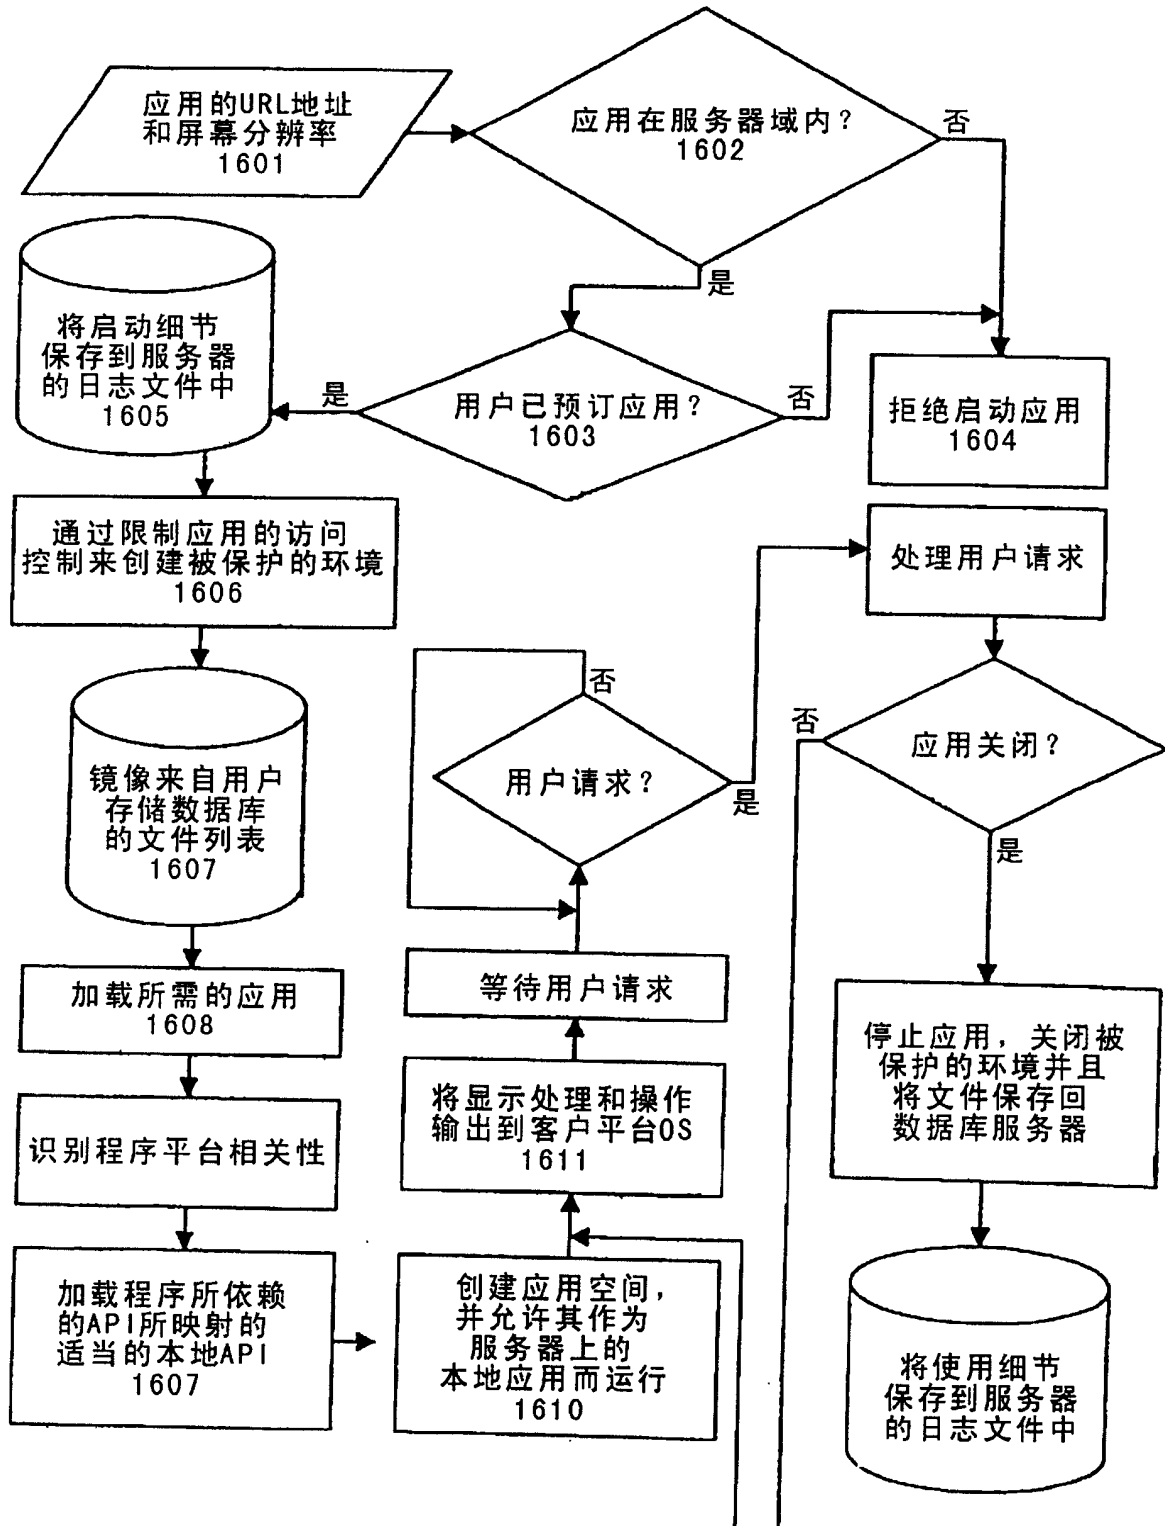 应用的URL地址
和屏幕分辨率
1601
应用在服务器域内?
1602
否
是
将启动细节
保存到服务器
的日志文件中
1605
是
用户已预订应用?
1603
否
拒绝启动应用
1604
通过限制应用的访问
控制来创建被保护的环境
1606
处理用户请求
镜像来自用户
存储数据库
的文件列表
1607
否
用户请求?
是
否
应用关闭?
是
加载所需的应用
1608
等待用户请求
识别程序平台相关性
将显示处理和操作
输出到客户平台OS
1611
停止应用，关闭被
保护的环境并且
将文件保存回
数据库服务器
加载程序所依赖
的API所映射的
适当的本地API
1607
创建应用空间，
并允许其作为
服务器上的
本地应用而运行
1610
将使用细节
保存到服务器
的日志文件中